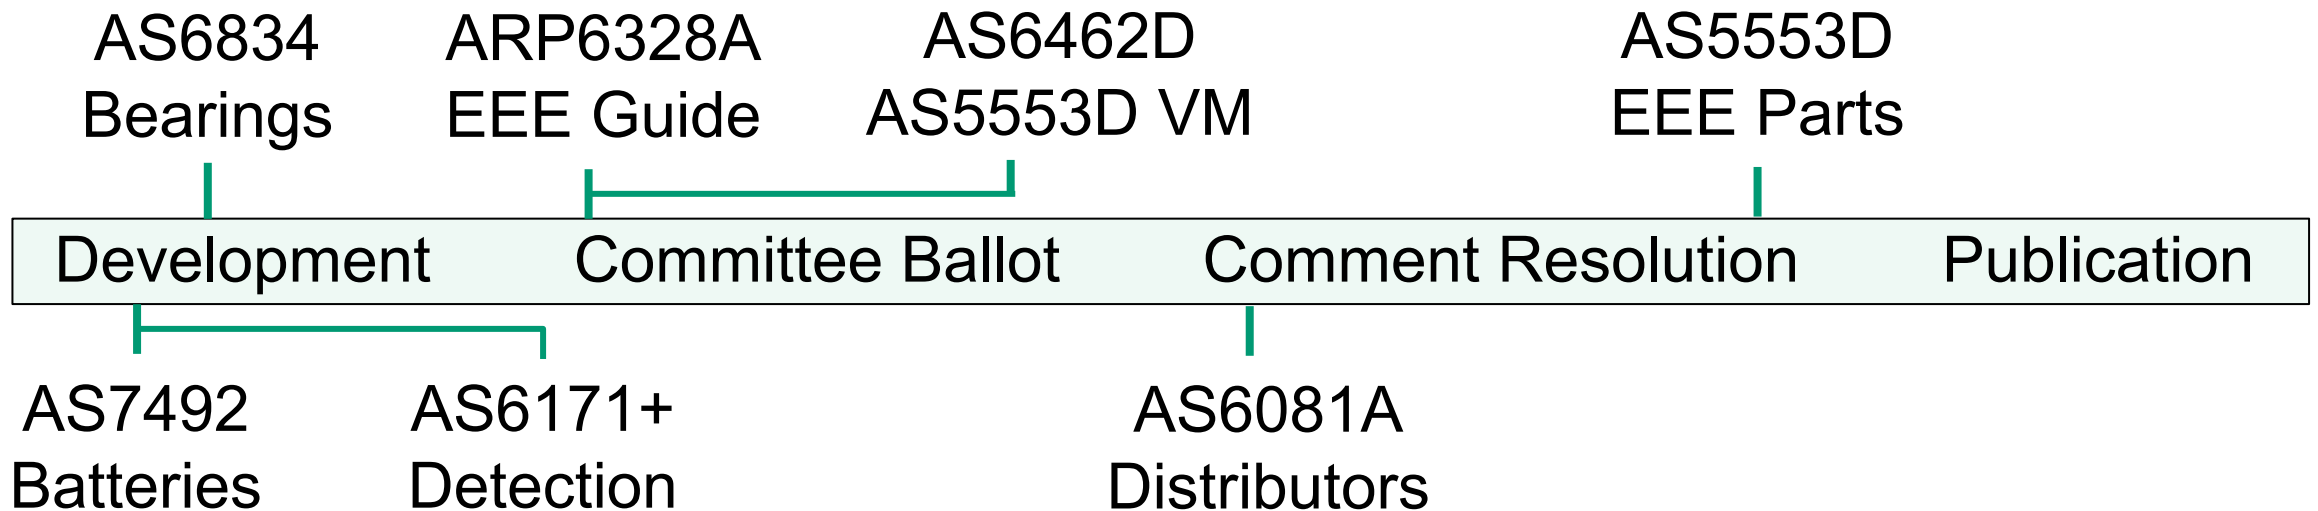 AS6834
Bearings
ARP6328A
EEE Guide
AS6462D
AS5553D VM
AS5553D
EEE Parts
Development
Committee Ballot
Comment Resolution
Publication
AS7492
Batteries
AS6171+
Detection
AS6081A
Distributors